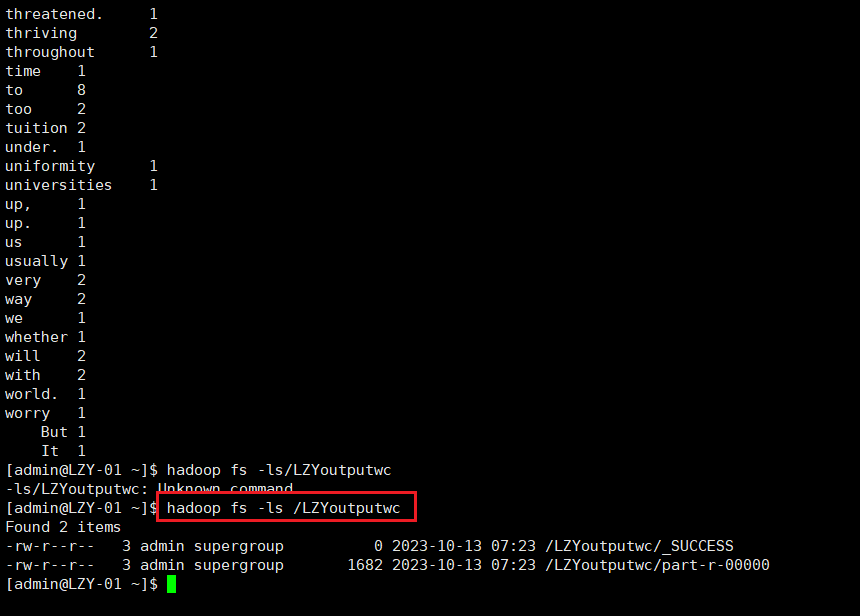 threatened.     1
thriving        2
throughout      1
time    1
to      8
too     2
tuition 2
under.  1
uniformity      1
universities    1
up,     1
up.     1
us      1
usually 1
very    2
way     2
we      1
whether 1
will    2
with    2
world.  1
worry   1
    But 1
    It  1
[admin@LZY-01 ~]$ hadoop fs -ls/LZYoutputwc
-ls/LZYoutputwc: Unknown command
[admin@LZY-01 ~]$ hadoop fs -ls /LZYoutputwc
Found 2 items
-rw-r--r--   3 admin supergroup          0 2023-10-13 07:23 /LZYoutputwc/_SUCCESS
-rw-r--r--   3 admin supergroup       1682 2023-10-13 07:23 /LZYoutputwc/part-r-00000
[admin@LZY-01 ~]$